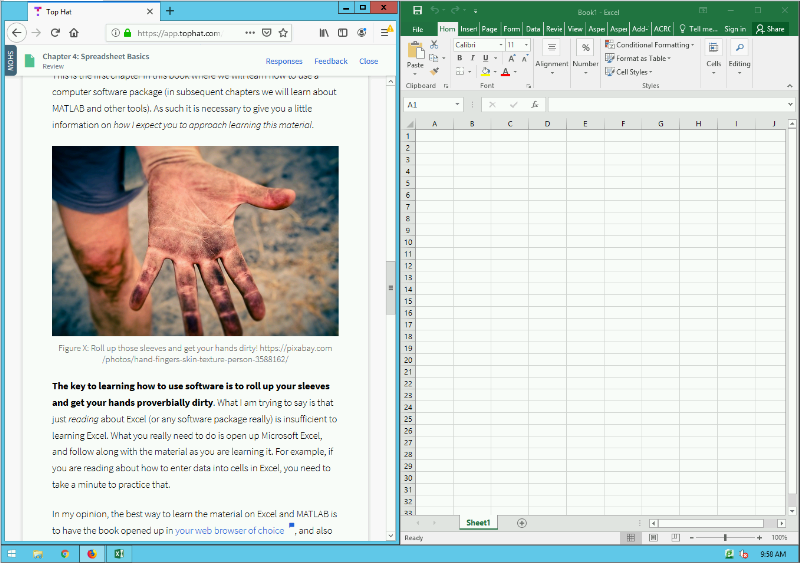 Top Hat
https://app.tophat.com
SHOW
Chapter 4: Spreadsheet Basics
Review
Responses Feedback Close
This is the first chapter in this book where we will learn how to use a
computer software package (in subsequent chapters we will learn about
MATLAB and other tools). As such it is necessary to give you a little
information on how I expect you to approach learning this material.
Figure X: Roll up those sleeves and get your hands dirty! https://pixabay.com
/photos/hand-fingers-skin-texture-person-3588162/
The key to learning how to use software is to roll up your sleeves
and get your hands proverbially dirty. What I am trying to say is that
just reading about Excel (or any software package really) is insufficient to
learning Excel. What you really need to do is open up Microsoft Excel,
and follow along with the material as you are learning it. For example, if
you are reading about how to enter data into cells in Excel, you need to
take a minute to practice that.
In my opinion, the best way to learn the material on Excel and MATLAB is
to have the book opened up in your web browser of choice , and also
Book1 - Excel
File Hom Insert Page Form Data Revie View Asper Asper Add- ACRC Tell me... Sign in Share
Paste
Clipboard
Calibri 11
B I U
A A
Font
Alignment
%
Number
Conditional Formatting
Format as Table
Cell Styles
Styles
Cells
Editing
A1 fx
A B C D E F G H I J
1
2
3
4
5
6
7
8
9
10
11
12
13
14
15
16
17
18
19
20
21
22
23
24
25
26
27
28
29
30
31
32
33
Sheet1
Ready 100%
9:58 AM